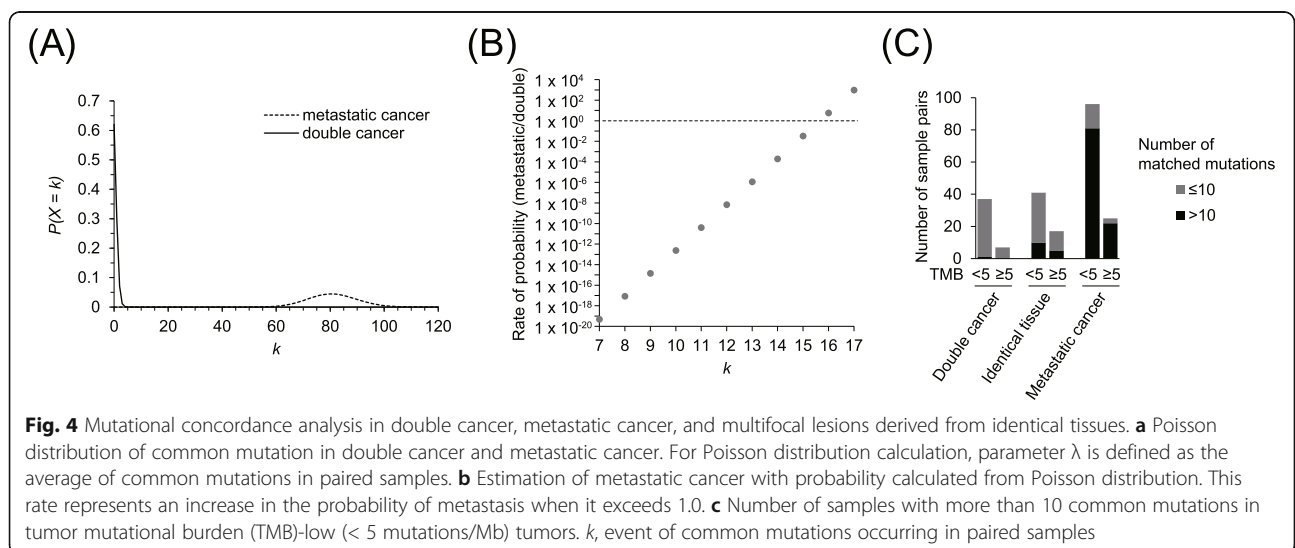 (A)
(B)
(C)
P(X = k)
0.7
0.6
0.5
0.4
0.3
0.2
0.1
0
0
20
40
60
80
100
120
k
metastatic cancer
double cancer
Rate of probability (metastatic/double)
1 x 10⁴
1 x 10²
1 x 10⁰
1 x 10⁻²
1 x 10⁻⁴
1 x 10⁻⁶
1 x 10⁻⁸
1 x 10⁻¹⁰
1 x 10⁻¹²
1 x 10⁻¹⁴
1 x 10⁻¹⁶
1 x 10⁻¹⁸
1 x 10⁻²⁰
7 8 9 10 11 12 13 14 15 16 17
k
Number of sample pairs
100
80
60
40
20
0
TMB <5 ≥5 <5 ≥5 <5 ≥5
Double cancer
Identical tissue
Metastatic cancer
Number of
matched mutations
≤10
>10
Fig. 4 Mutational concordance analysis in double cancer, metastatic cancer, and multifocal lesions derived from identical tissues. a Poisson
distribution of common mutation in double cancer and metastatic cancer. For Poisson distribution calculation, parameter λ is defined as the
average of common mutations in paired samples. b Estimation of metastatic cancer with probability calculated from Poisson distribution. This
rate represents an increase in the probability of metastasis when it exceeds 1.0. c Number of samples with more than 10 common mutations in
tumor mutational burden (TMB)-low (< 5 mutations/Mb) tumors. k, event of common mutations occurring in paired samples